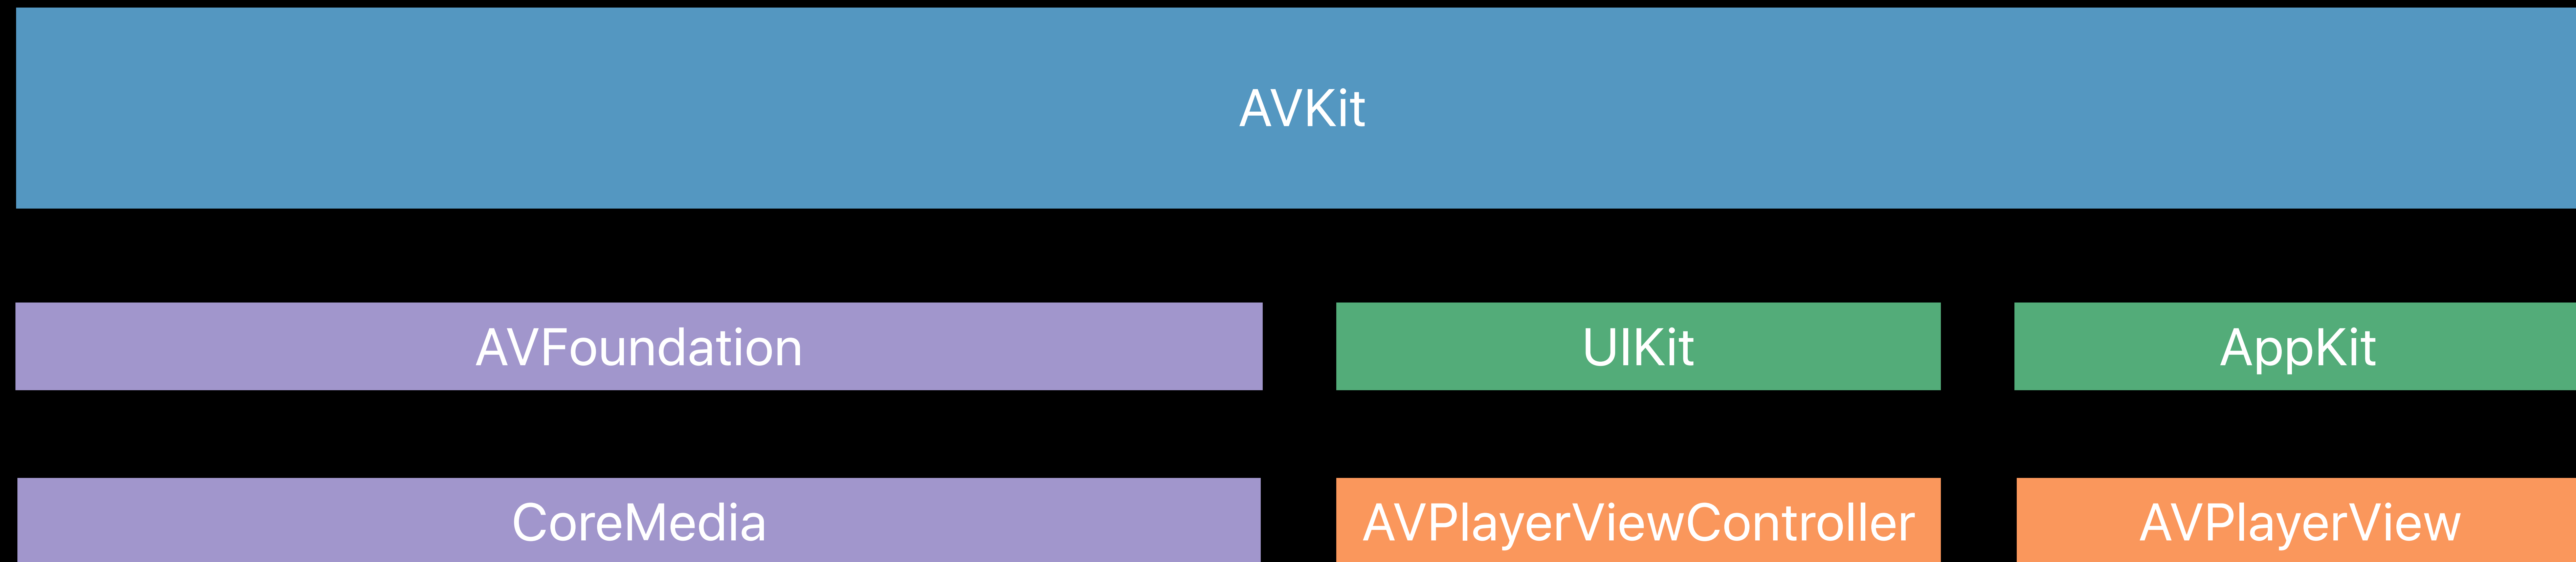 AVKit
AVFoundation
UIKit
AppKit
CoreMedia
AVPlayerViewController
AVPlayerView